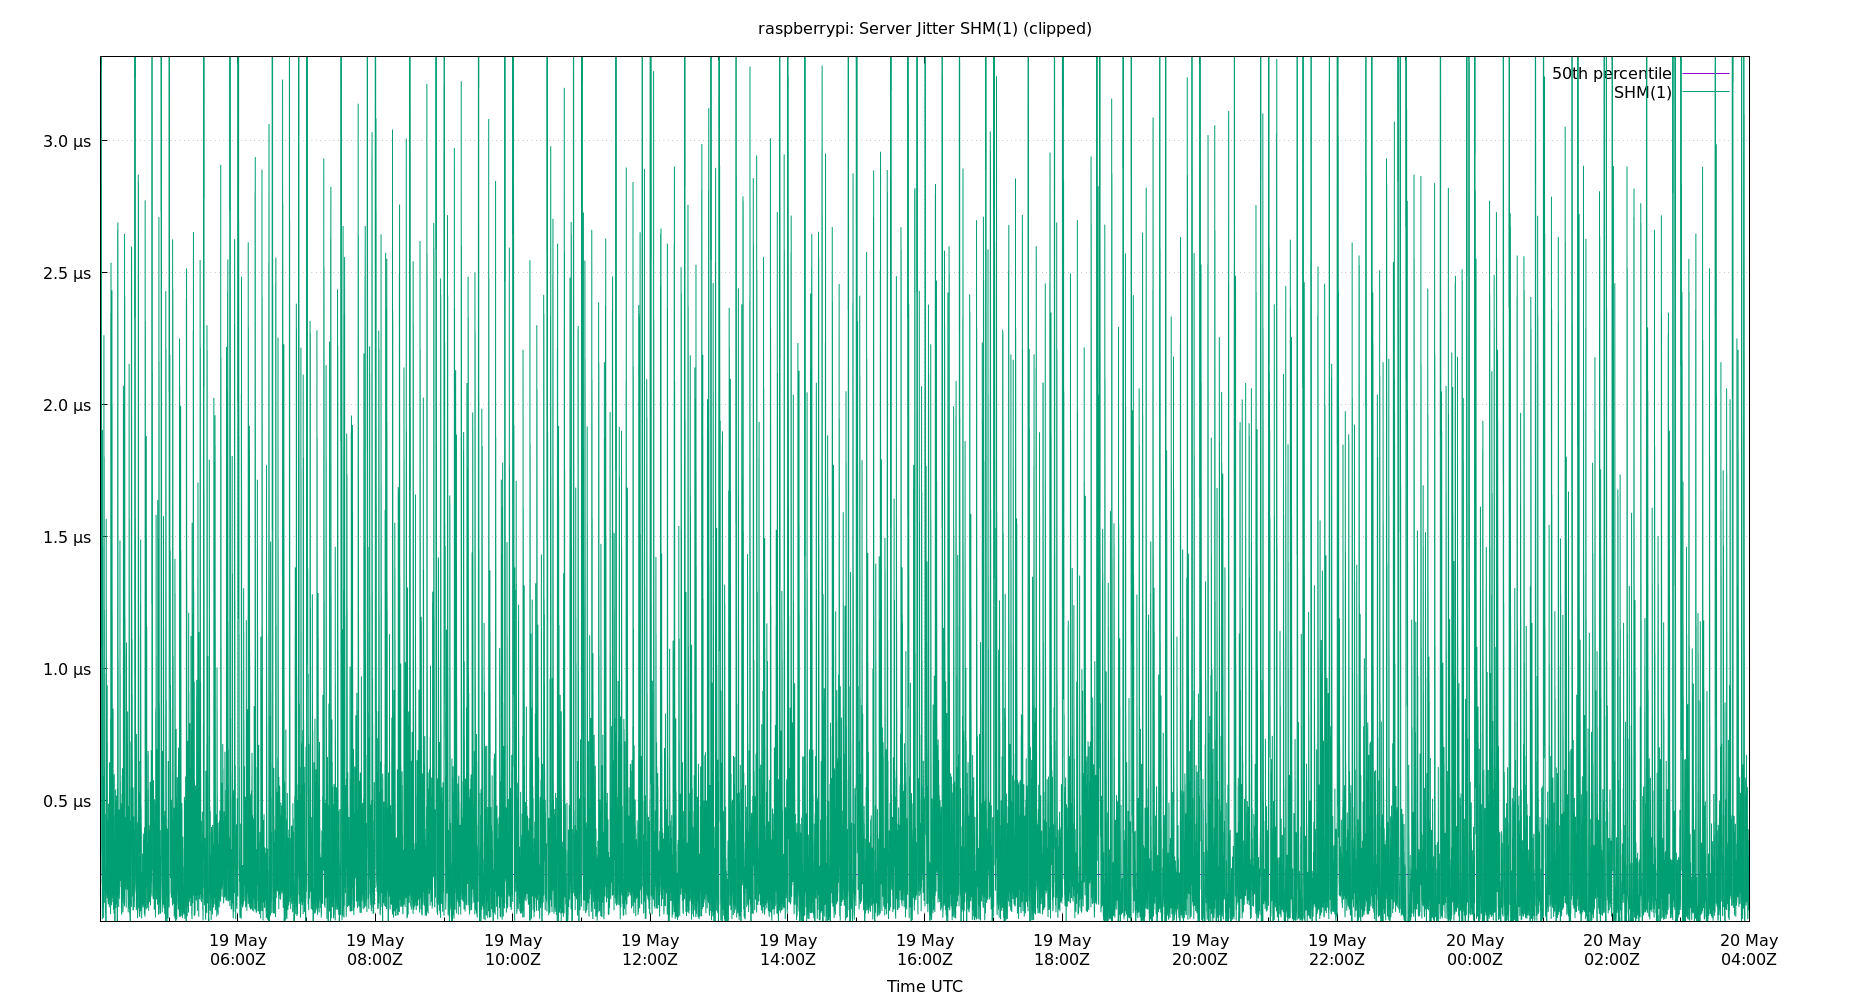 raspberrypi: Server Jitter SHM(1) (clipped)
50th percentile
SHM(1)
3.0 µs
2.5 µs
2.0 µs
1.5 µs
1.0 µs
0.5 µs
19 May 19 May 19 May 19 May 19 May 19 May 19 May 19 May 19 May 20 May 20 May 20 May
06:00Z 08:00Z 10:00Z 12:00Z 14:00Z 16:00Z 18:00Z 20:00Z 22:00Z 00:00Z 02:00Z 04:00Z
Time UTC